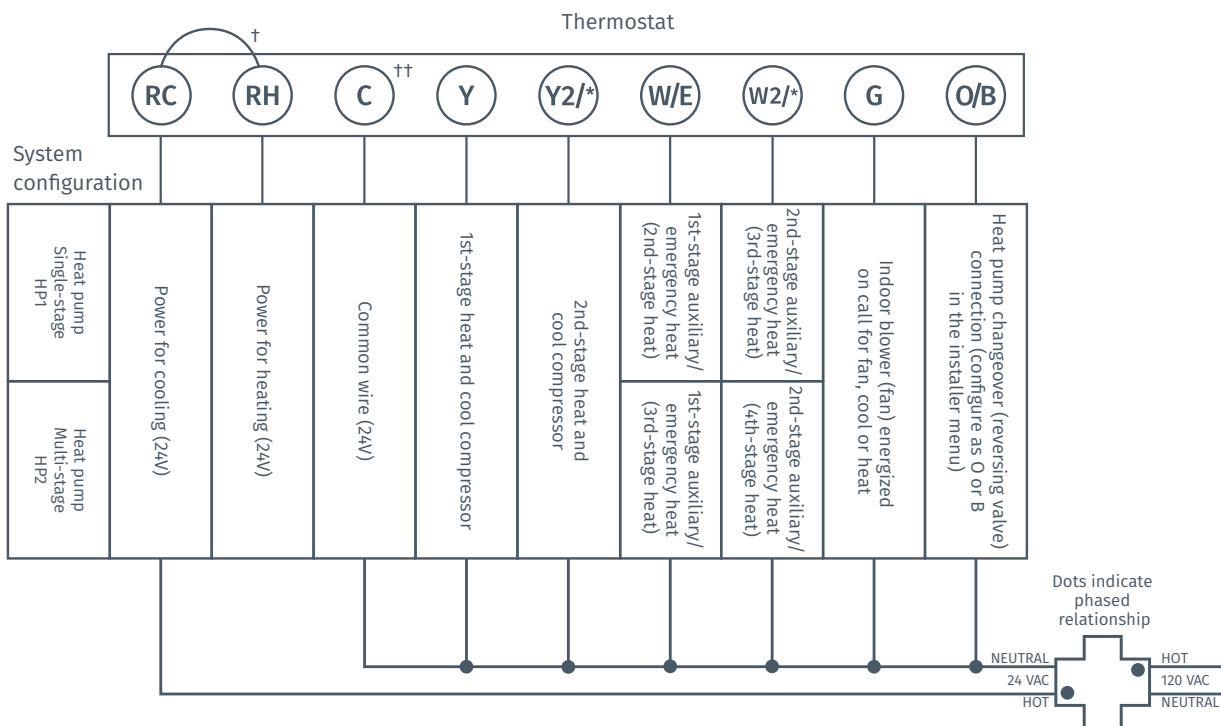 Thermostat
†
RC
RH
C
††
Y
Y2/*
W/E
W2/*
G
O/B
System
configuration
Heat pump
Single-stage
HP1
Heat pump
Multi-stage
HP2
Power for cooling (24V)
Power for heating (24V)
Common wire (24V)
1st-stage heat and cool compressor
2nd-stage heat and
cool compressor
1st-stage auxiliary/
emergency heat
(2nd-stage heat)
1st-stage auxiliary/
emergency heat
(3rd-stage heat)
2nd-stage auxiliary/
emergency heat
(3rd-stage heat)
2nd-stage auxiliary/
emergency heat
(4th-stage heat)
Indoor blower (fan) energized
on call for fan, cool or heat
Heat pump changeover (reversing valve)
connection (configure as O or B
in the installer menu)
Dots indicate
phased
relationship
NEUTRAL
24 VAC
HOT
HOT
120 VAC
NEUTRAL